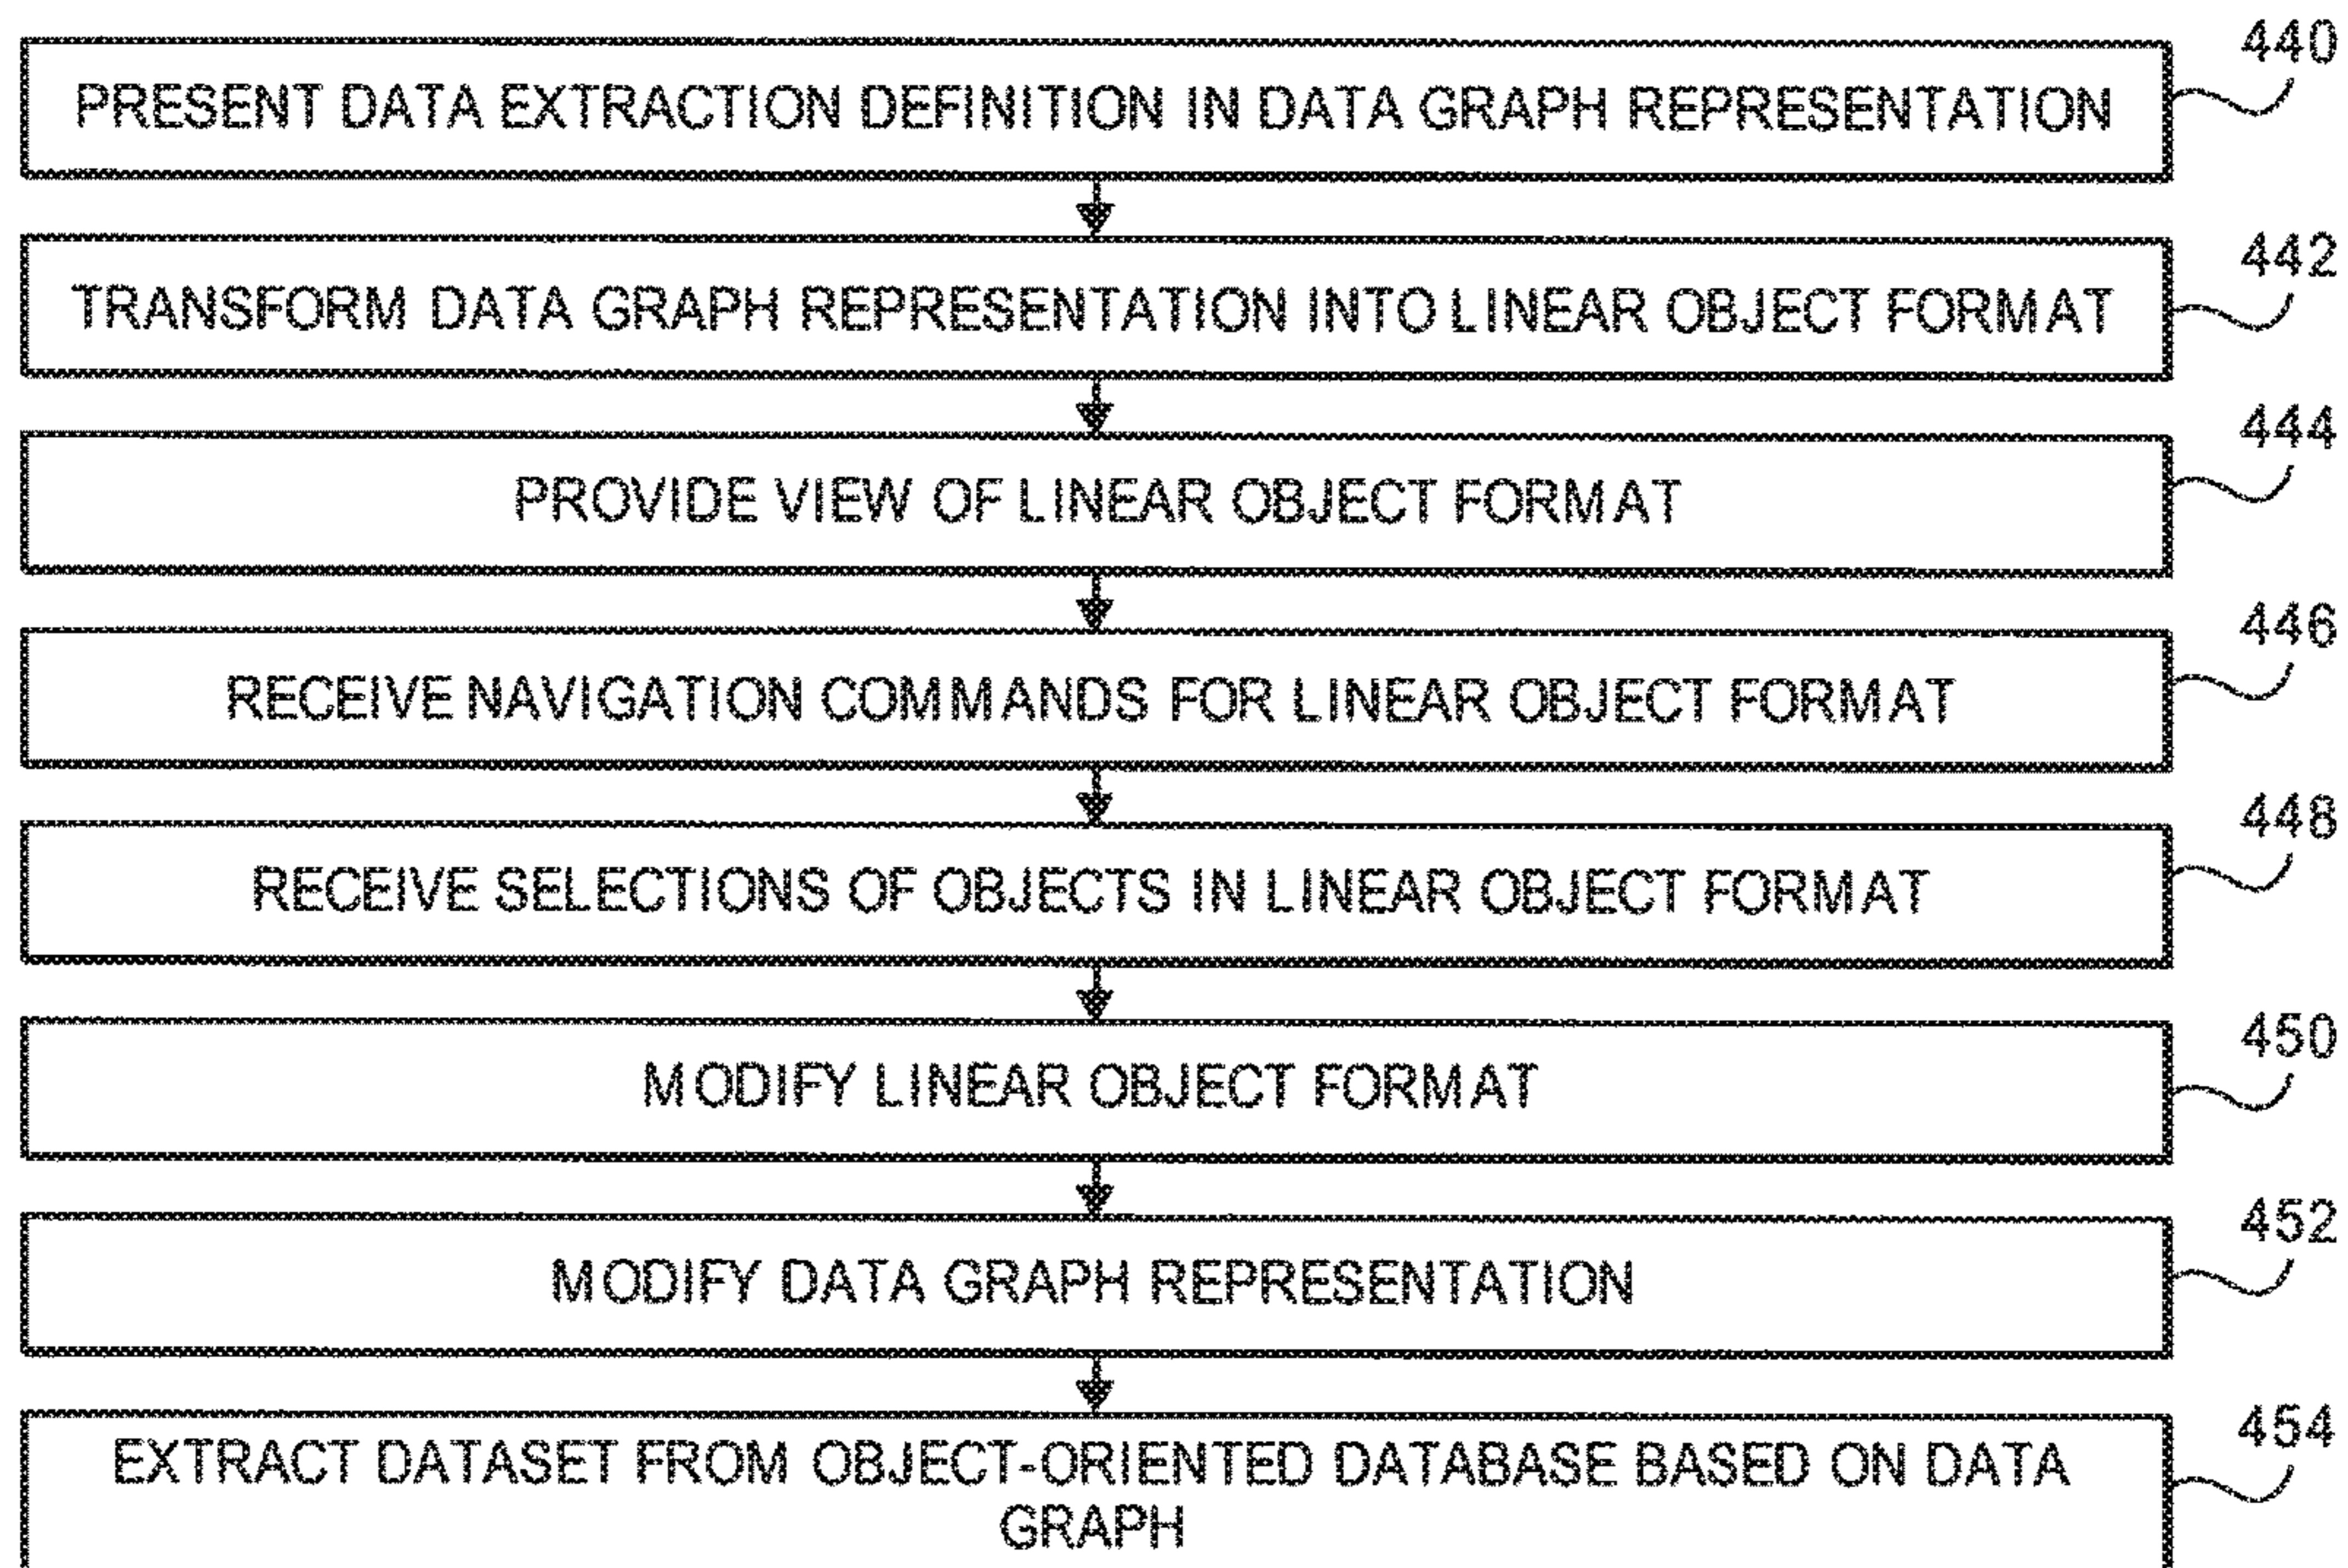 440
PRESENT DATA EXTRACTION DEFINITION IN DATA GRAPH REPRESENTATION
442
TRANSFORM DATA GRAPH REPRESENTATION INTO LINEAR OBJECT FORMAT
444
PROVIDE VIEW OF LINEAR OBJECT FORMAT
446
RECEIVE NAVIGATION COMMANDS FOR LINEAR OBJECT FORMAT
448
RECEIVE SELECTIONS OF OBJECTS IN LINEAR OBJECT FORMAT
450
MODIFY LINEAR OBJECT FORMAT
452
MODIFY DATA GRAPH REPRESENTATION
454
EXTRACT DATASET FROM OBJECT-ORIENTED DATABASE BASED ON DATA
GRAPH